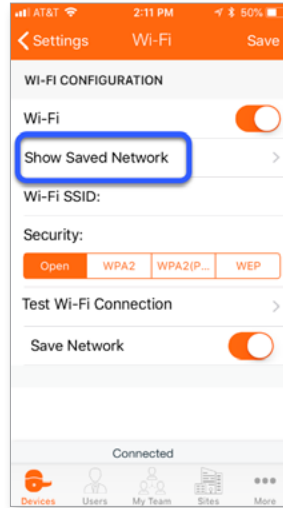 AT&T 2:11 PM 50%
Settings Wi-Fi Save
WI-FI CONFIGURATION
Wi-Fi
Show Saved Network
Wi-Fi SSID:
Security:
Open WPA2 WPA2(P... WEP
Test Wi-Fi Connection
Save Network
Connected
Devices Users My Team Sites More